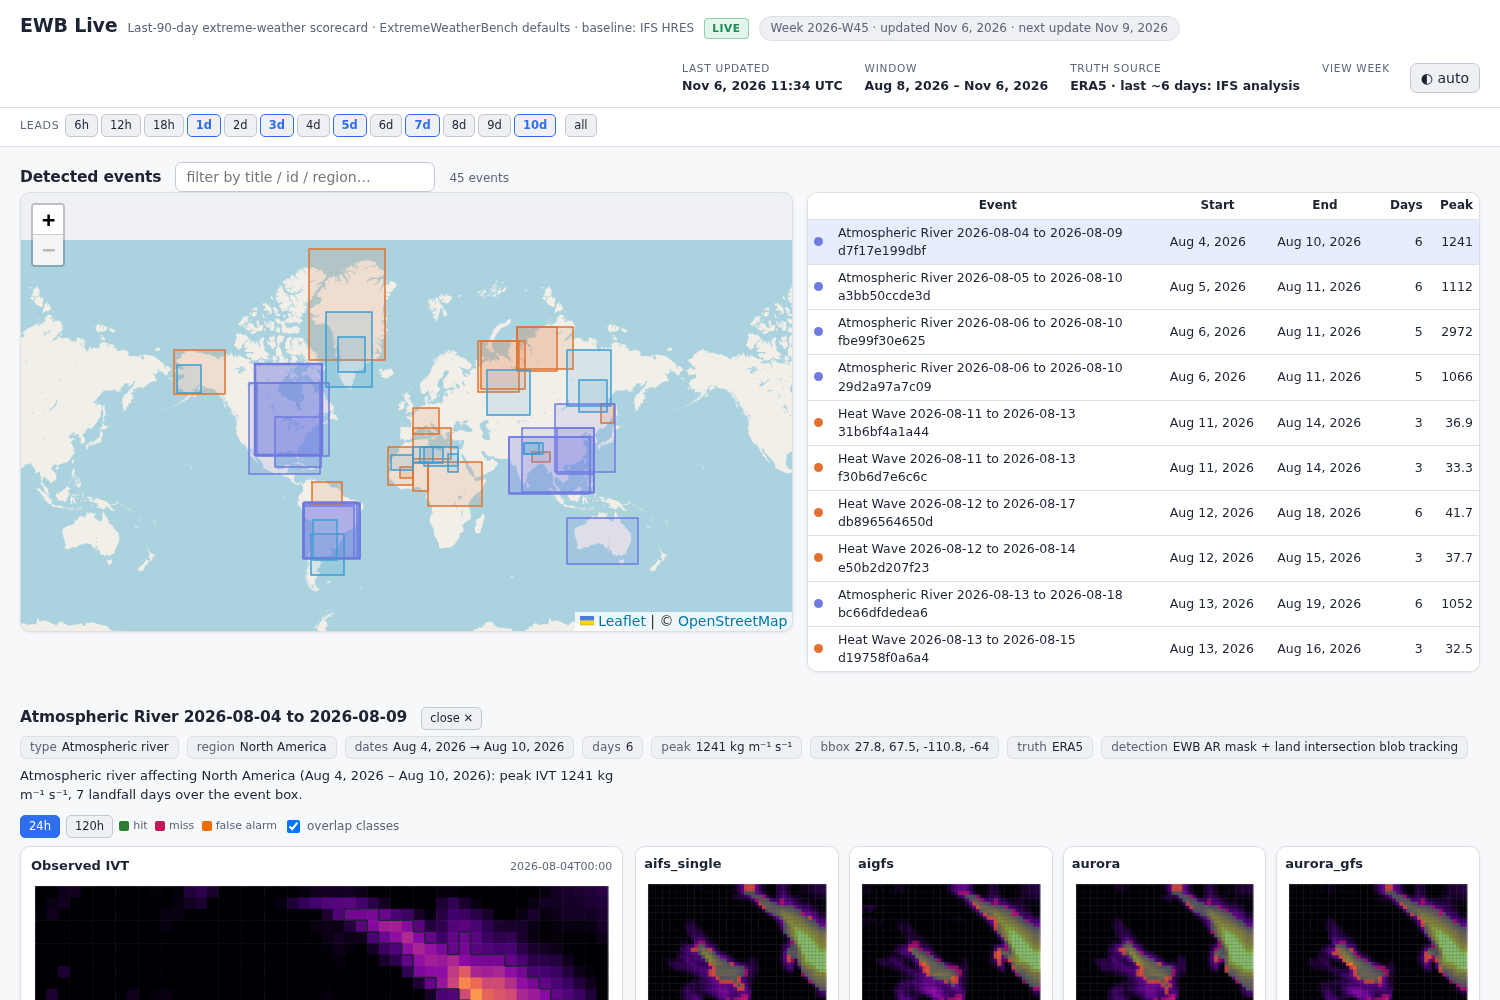 EWB Live Last-90-day extreme-weather scorecard · ExtremeWeatherBench defaults · baseline: IFS HRES LIVE Week 2026-W45 · updated Nov 6, 2026 · next update Nov 9, 2026
LAST UPDATED WINDOW TRUTH SOURCE VIEW WEEK
Nov 6, 2026 11:34 UTC Aug 8, 2026 – Nov 6, 2026 ERA5 · last ~6 days: IFS analysis ◐ auto
LEADS 6h 12h 18h 1d 2d 3d 4d 5d 6d 7d 8d 9d 10d all
Detected events filter by title / id / region… 45 events
+
−
Leaflet | © OpenStreetMap
Event Start End Days Peak
Atmospheric River 2026-08-04 to 2026-08-09
d7f17e199dbf Aug 4, 2026 Aug 10, 2026 6 1241
Atmospheric River 2026-08-05 to 2026-08-10
a3bb50ccde3d Aug 5, 2026 Aug 11, 2026 6 1112
Atmospheric River 2026-08-06 to 2026-08-10
fbe99f30e625 Aug 6, 2026 Aug 11, 2026 5 2972
Atmospheric River 2026-08-06 to 2026-08-10
29d2a97a7c09 Aug 6, 2026 Aug 11, 2026 5 1066
Heat Wave 2026-08-11 to 2026-08-13
31b6bf4a1a44 Aug 11, 2026 Aug 14, 2026 3 36.9
Heat Wave 2026-08-11 to 2026-08-13
f30b6d7e6c6c Aug 11, 2026 Aug 14, 2026 3 33.3
Heat Wave 2026-08-12 to 2026-08-17
db896564650d Aug 12, 2026 Aug 18, 2026 6 41.7
Heat Wave 2026-08-12 to 2026-08-14
e50b2d207f23 Aug 12, 2026 Aug 15, 2026 3 37.7
Atmospheric River 2026-08-13 to 2026-08-18
bc66dfdedea6 Aug 13, 2026 Aug 19, 2026 6 1052
Heat Wave 2026-08-13 to 2026-08-15
d19758f0a6a4 Aug 13, 2026 Aug 16, 2026 3 32.5
Atmospheric River 2026-08-04 to 2026-08-09 close ✕
type Atmospheric river region North America dates Aug 4, 2026 → Aug 10, 2026 days 6 peak 1241 kg m⁻¹ s⁻¹ bbox 27.8, 67.5, -110.8, -64 truth ERA5 detection EWB AR mask + land intersection blob tracking
Atmospheric river affecting North America (Aug 4, 2026 – Aug 10, 2026): peak IVT 1241 kg
m⁻¹ s⁻¹, 7 landfall days over the event box.
24h 120h hit miss false alarm overlap classes
Observed IVT 2026-08-04T00:00 aifs_single aigfs aurora aurora_gfs